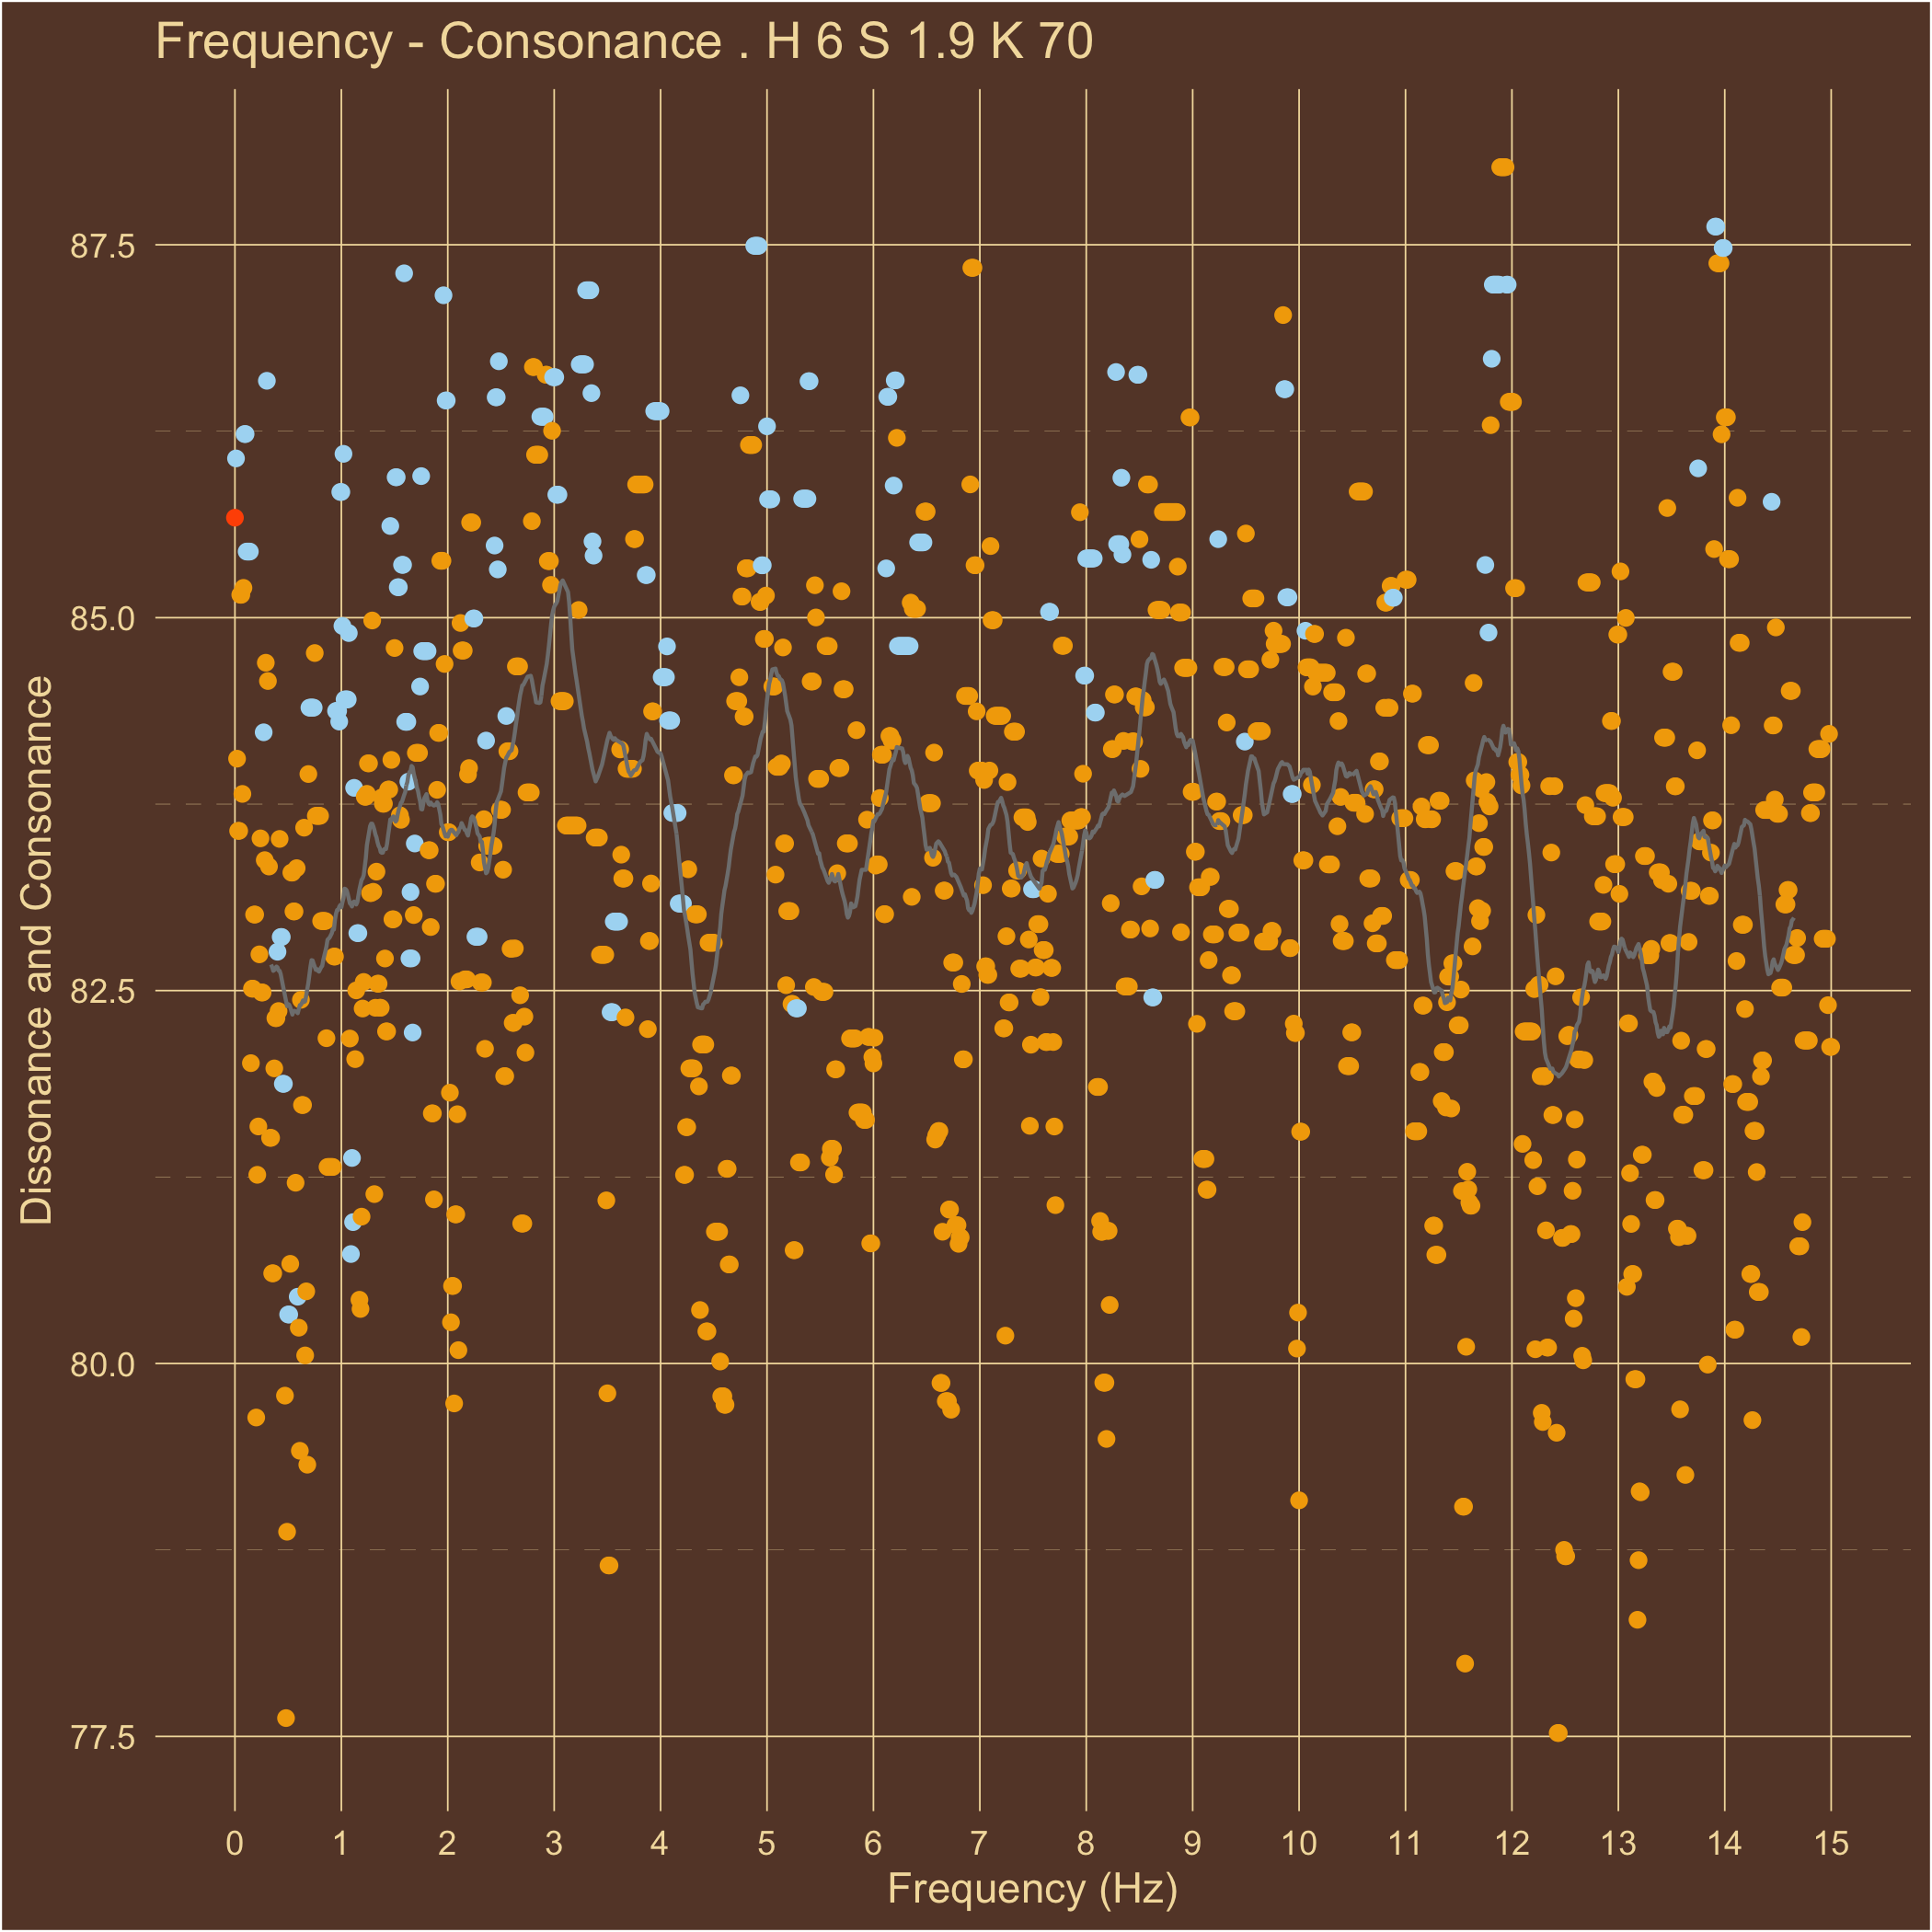 Frequency - Consonance . H 6 S 1.9 K 70
87.5
85.0
82.5
80.0
77.5
Dissonance and Consonance
0 1 2 3 4 5 6 7 8 9 10 11 12 13 14 15
Frequency (Hz)